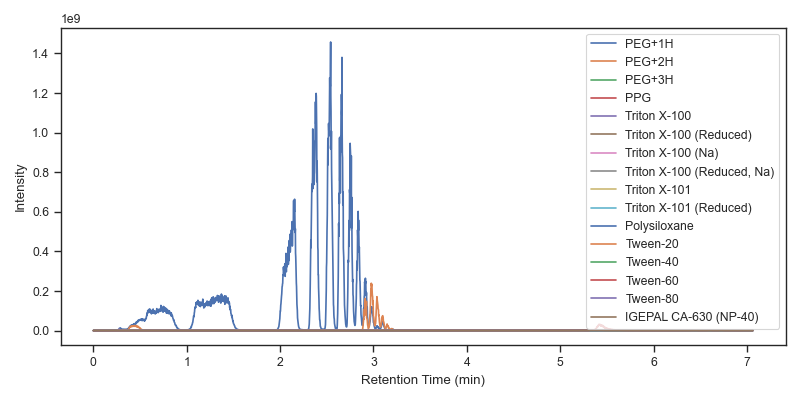 1e9
1.4
1.2
1.0
0.8
0.6
0.4
0.2
0.0
Intensity
0 1 2 3 4 5 6 7
Retention Time (min)
PEG+1H
PEG+2H
PEG+3H
PPG
Triton X-100
Triton X-100 (Reduced)
Triton X-100 (Na)
Triton X-100 (Reduced, Na)
Triton X-101
Triton X-101 (Reduced)
Polysiloxane
Tween-20
Tween-40
Tween-60
Tween-80
IGEPAL CA-630 (NP-40)